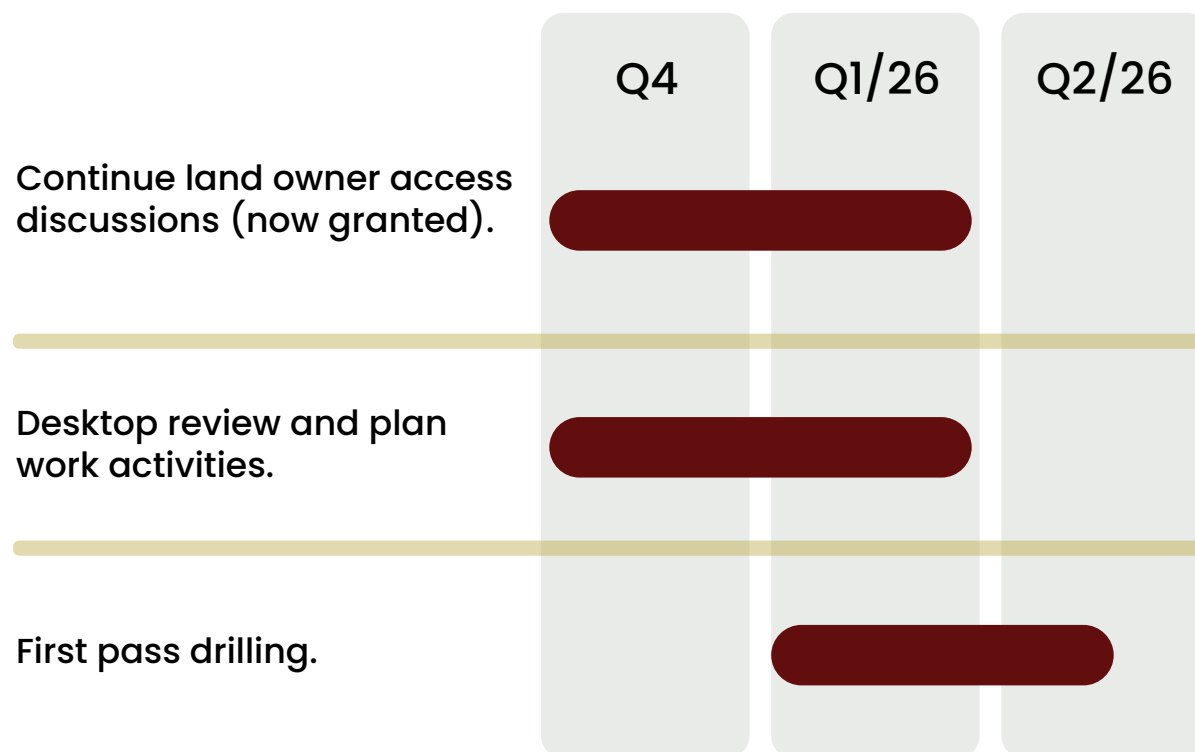 Q4 Q1/26 Q2/26
Continue land owner access
discussions (now granted).
Desktop review and plan
work activities.
First pass drilling.